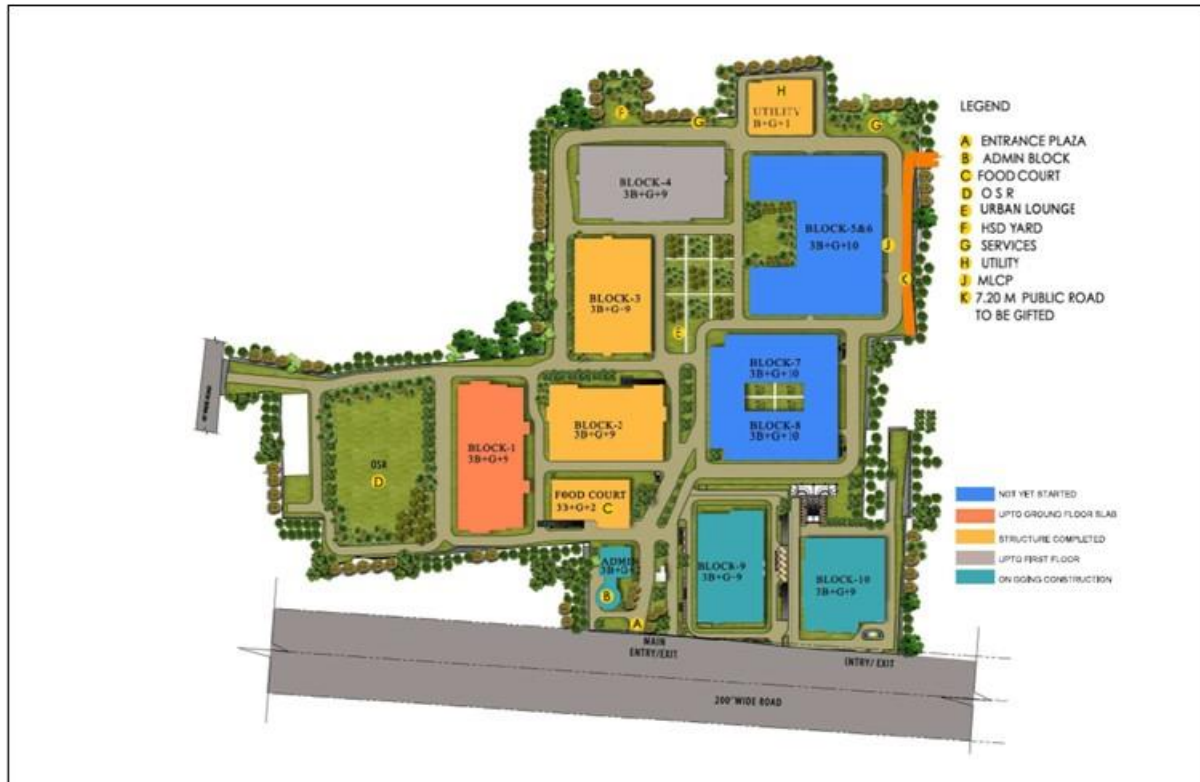 H
UTILITY
B+G+1
F
G
G
BLOCK-4
3B+G+9
BLOCK-5&6
3B+G+10
J
K
BLOCK-3
3B+G+9
E
BLOCK-7
3B+G+10
BLOCK-8
3B+G+10
BLOCK-1
3B+G+9
BLOCK-2
3B+G+9
OSR
D
FOOD COURT
3B+G+2 C
ADMIN
B
A
BLOCK-9
3B+G+9
BLOCK-10
3B+G+9
MAIN
ENTRY/EXIT
ENTRY/ EXIT
200' WIDE ROAD
LEGEND
A ENTRANCE PLAZA
B ADMIN BLOCK
C FOOD COURT
D O S R
E URBAN LOUNGE
F HSD YARD
G SERVICES
H UTILITY
J MLCP
K 7.20 M PUBLIC ROAD
TO BE GIFTED
NOT YET STARTED
UPTO GROUND FLOOR SLAB
STRUCTURE COMPLETED
UPTO FIRST FLOOR
ON GOING CONSTRUCTION